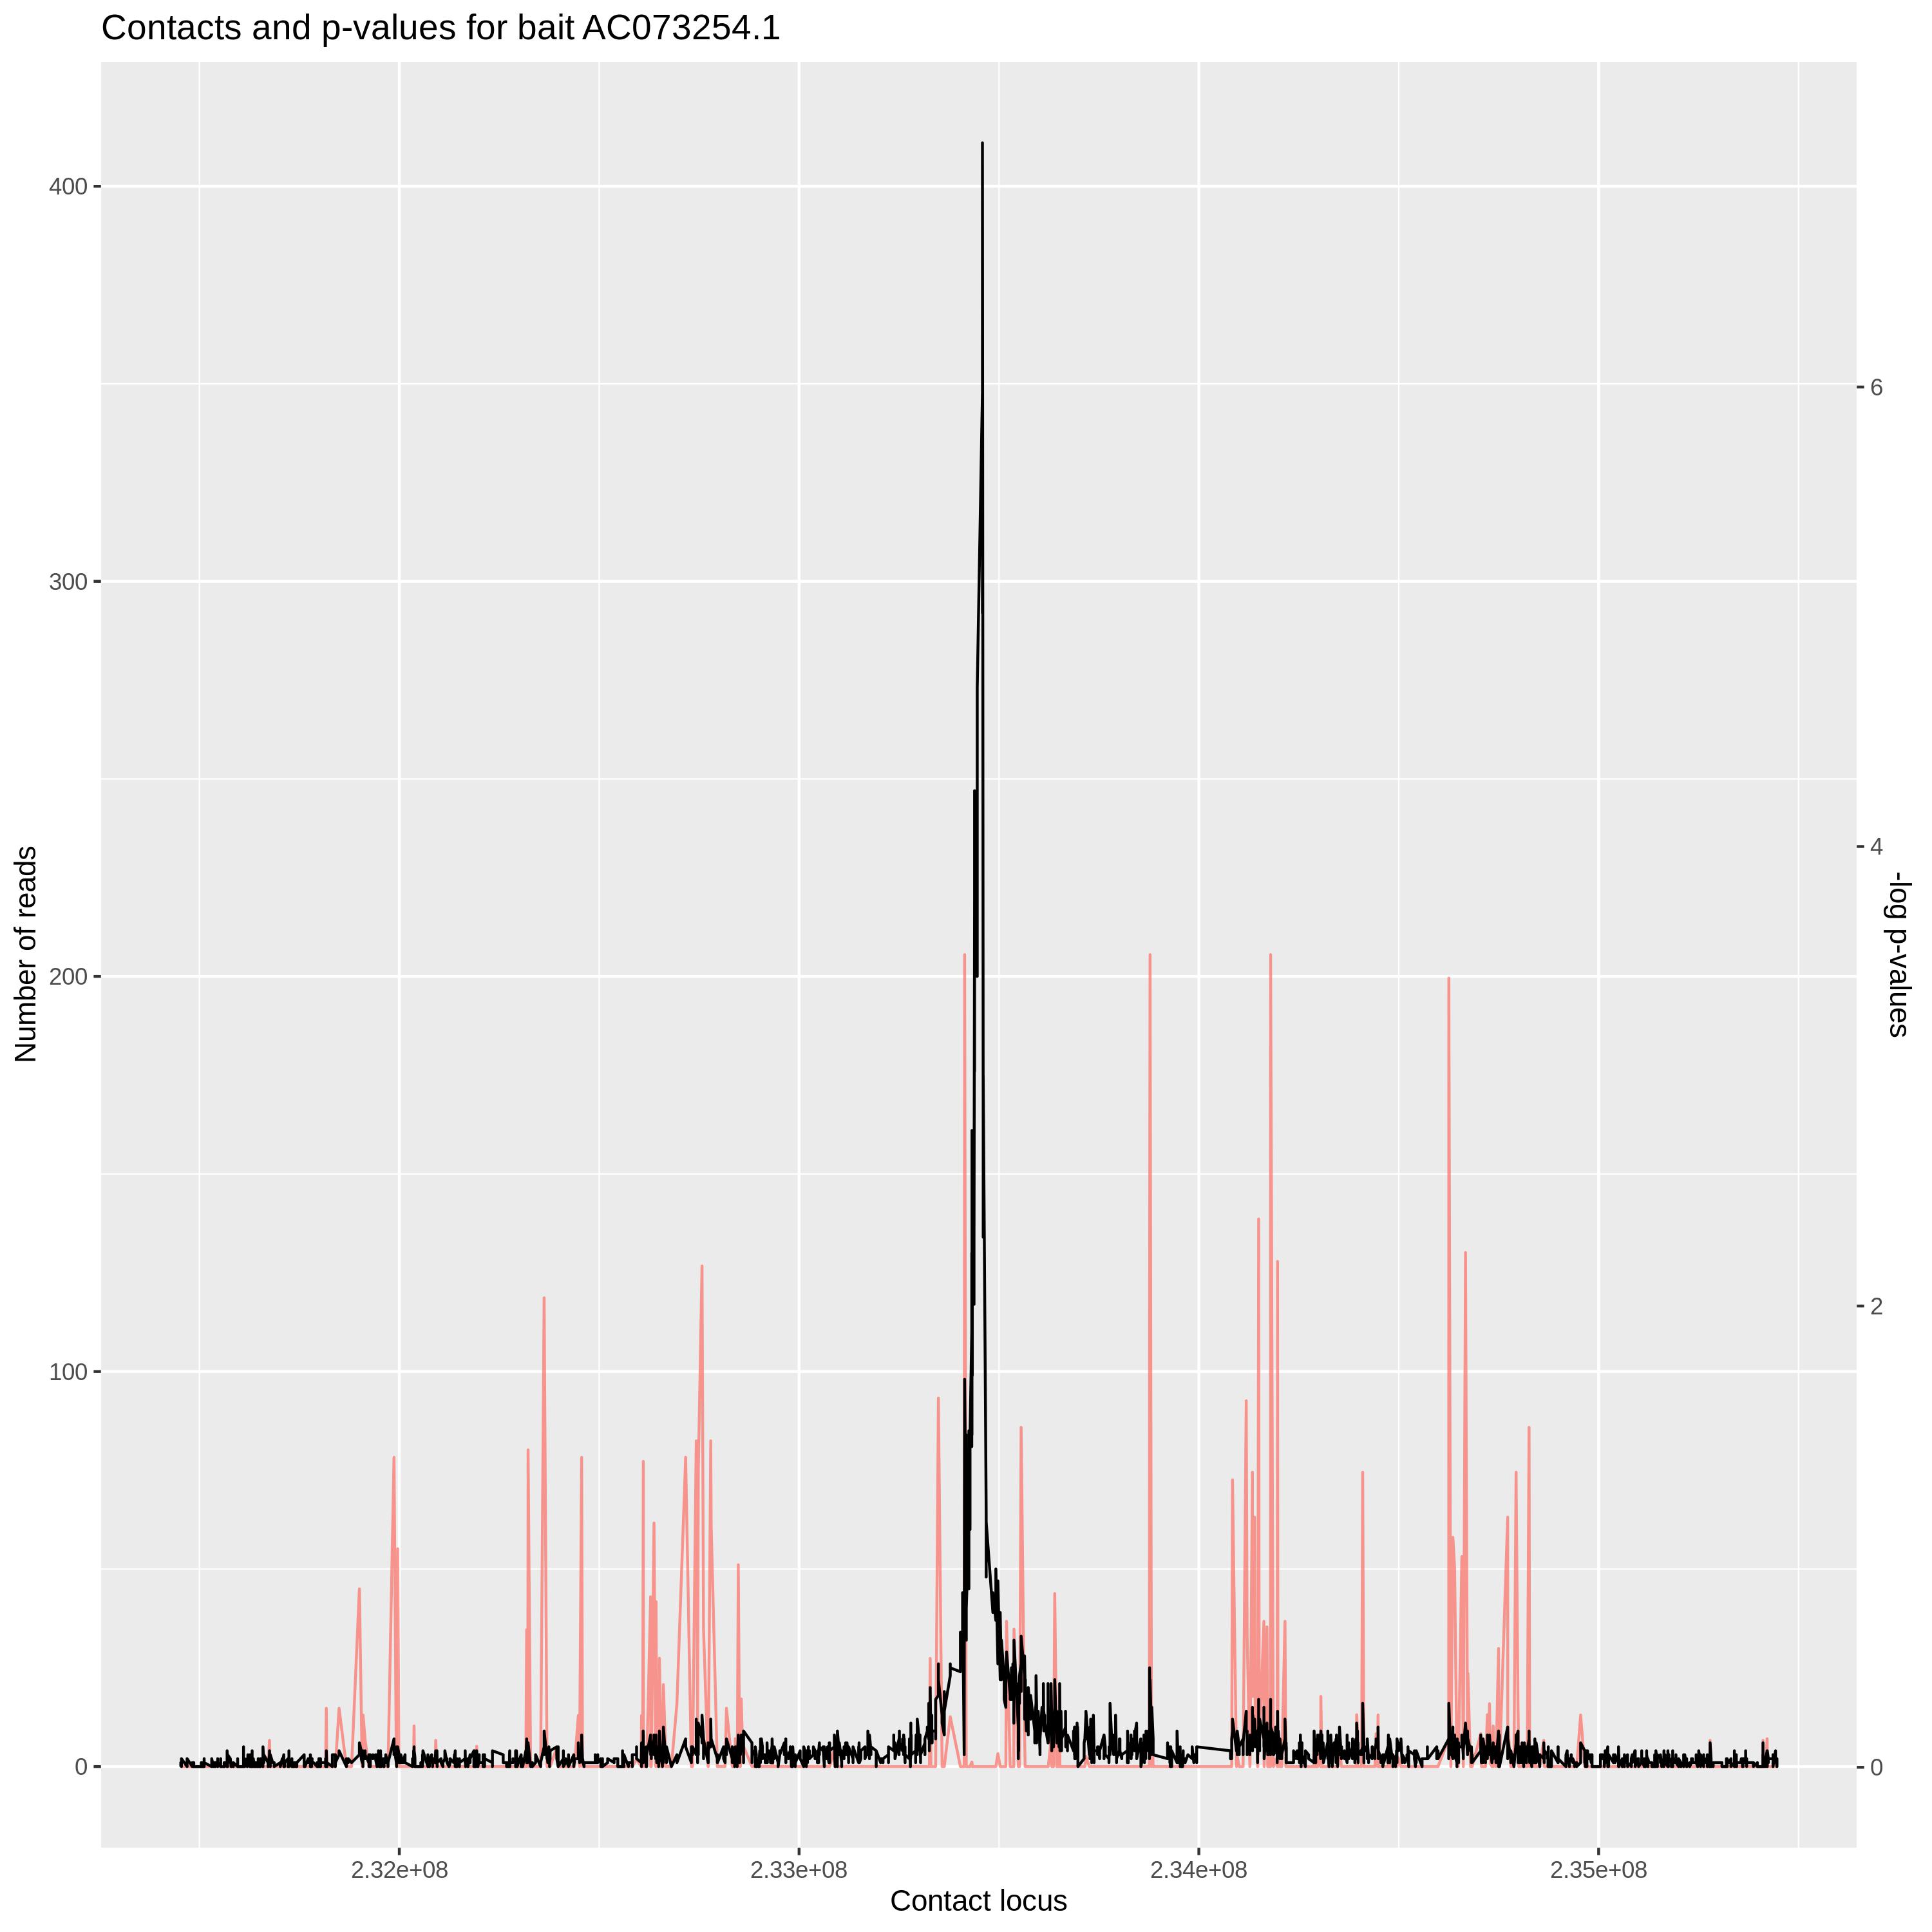 Contacts and p-values for bait AC073254.1
400
300
200
100
0
Number of reads
6
4
2
0
-log p-values
2.32e+08
2.33e+08
2.34e+08
2.35e+08
Contact locus